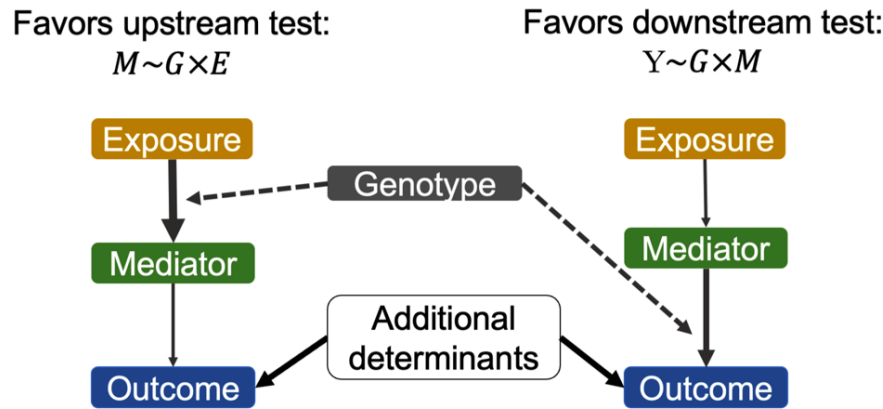 Favors upstream test:
M~G×E
Exposure
Mediator
Outcome
Genotype
Additional
determinants
Favors downstream test:
Y~G×M
Exposure
Mediator
Outcome